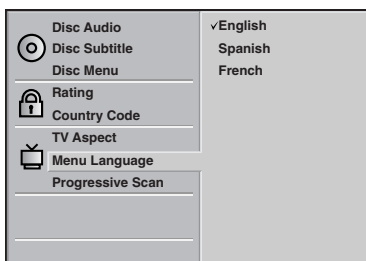 Disc Audio
Disc Subtitle
Disc Menu
Rating
Country Code
TV Aspect
Menu Language
Progressive Scan
✓English
Spanish
French